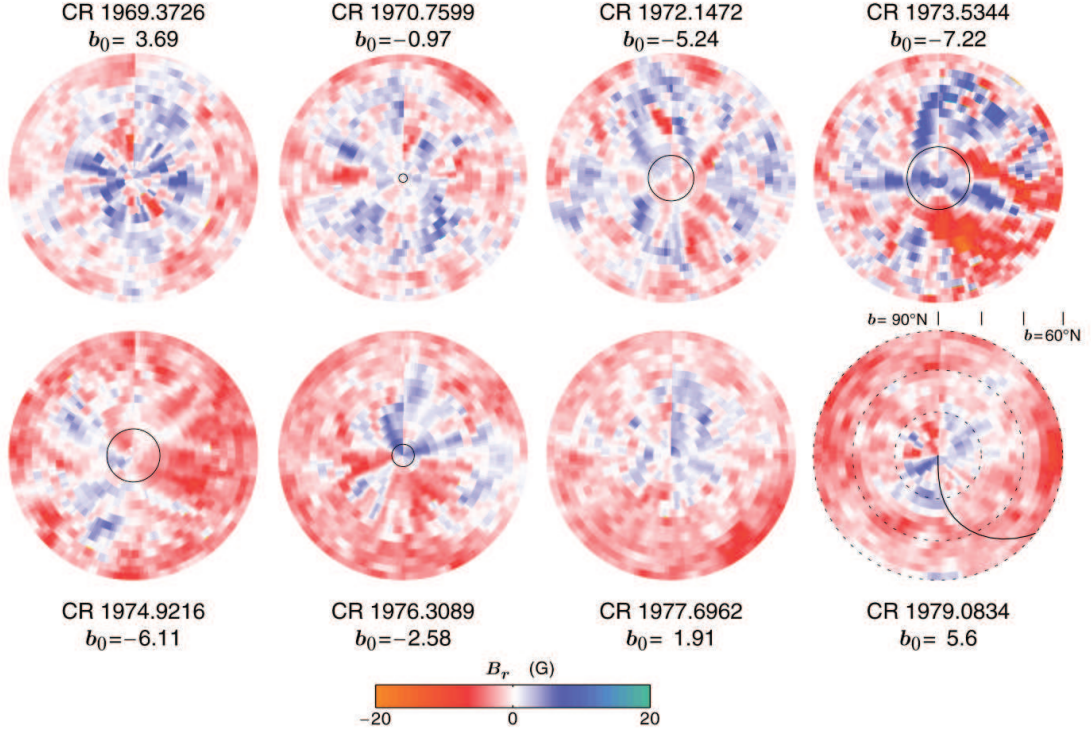 CR 1969.3726
b₀= 3.69
CR 1970.7599
b₀=−0.97
CR 1972.1472
b₀=−5.24
CR 1973.5344
b₀=−7.22
b= 90°N
b=60°N
CR 1974.9216
b₀=−6.11
CR 1976.3089
b₀=−2.58
CR 1977.6962
b₀= 1.91
CR 1979.0834
b₀= 5.6
Bᵣ (G)
−20 0 20